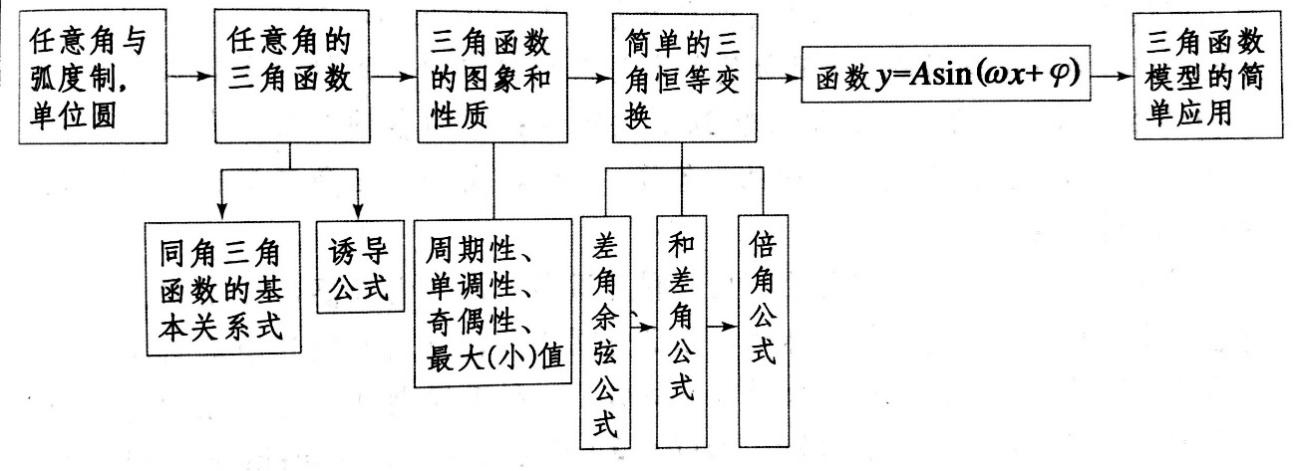 任意角与
弧度制,
单位圆
任意角的
三角函数
三角函数
的图象和
性质
简单的三
角恒等变
换
函数 y=Asin(ωx+φ)
三角函数
模型的简
单应用
同角三角
函数的基
本关系式
诱导
公式
周期性、
单调性、
奇偶性、
最大(小)值
差角余弦公式
和差角公式
倍角公式